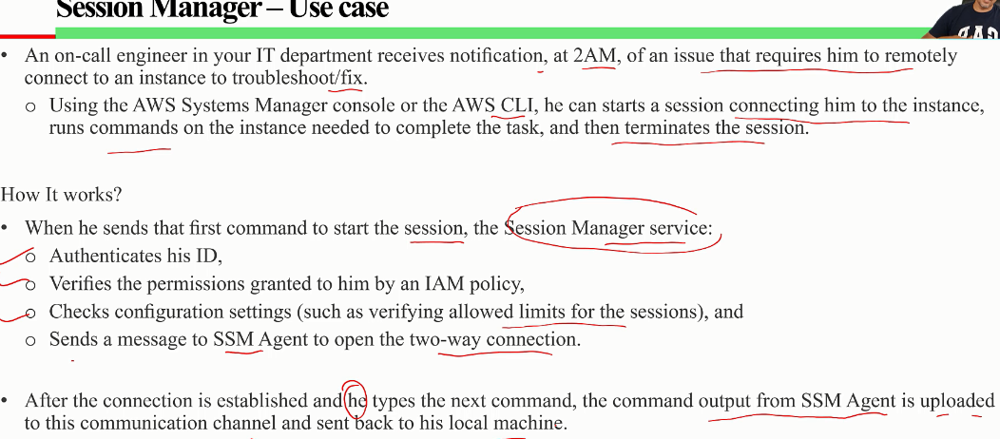 Session Manager – Use case
• An on-call engineer in your IT department receives notification, at 2AM, of an issue that requires him to remotely
connect to an instance to troubleshoot/fix.
o Using the AWS Systems Manager console or the AWS CLI, he can starts a session connecting him to the instance,
runs commands on the instance needed to complete the task, and then terminates the session.
How It works?
• When he sends that first command to start the session, the Session Manager service:
o Authenticates his ID,
o Verifies the permissions granted to him by an IAM policy,
o Checks configuration settings (such as verifying allowed limits for the sessions), and
o Sends a message to SSM Agent to open the two-way connection.
• After the connection is established and he types the next command, the command output from SSM Agent is uploaded
to this communication channel and sent back to his local machine.